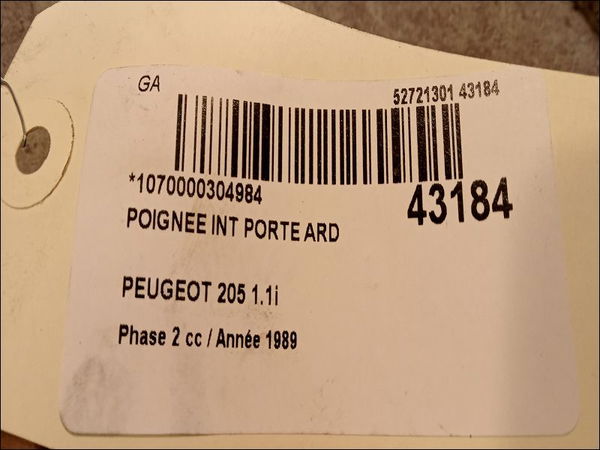 GA
52721301 43184
*1070000304984
43184
POIGNEE INT PORTE ARD
PEUGEOT 205 1.1i
Phase 2 cc / Année 1989